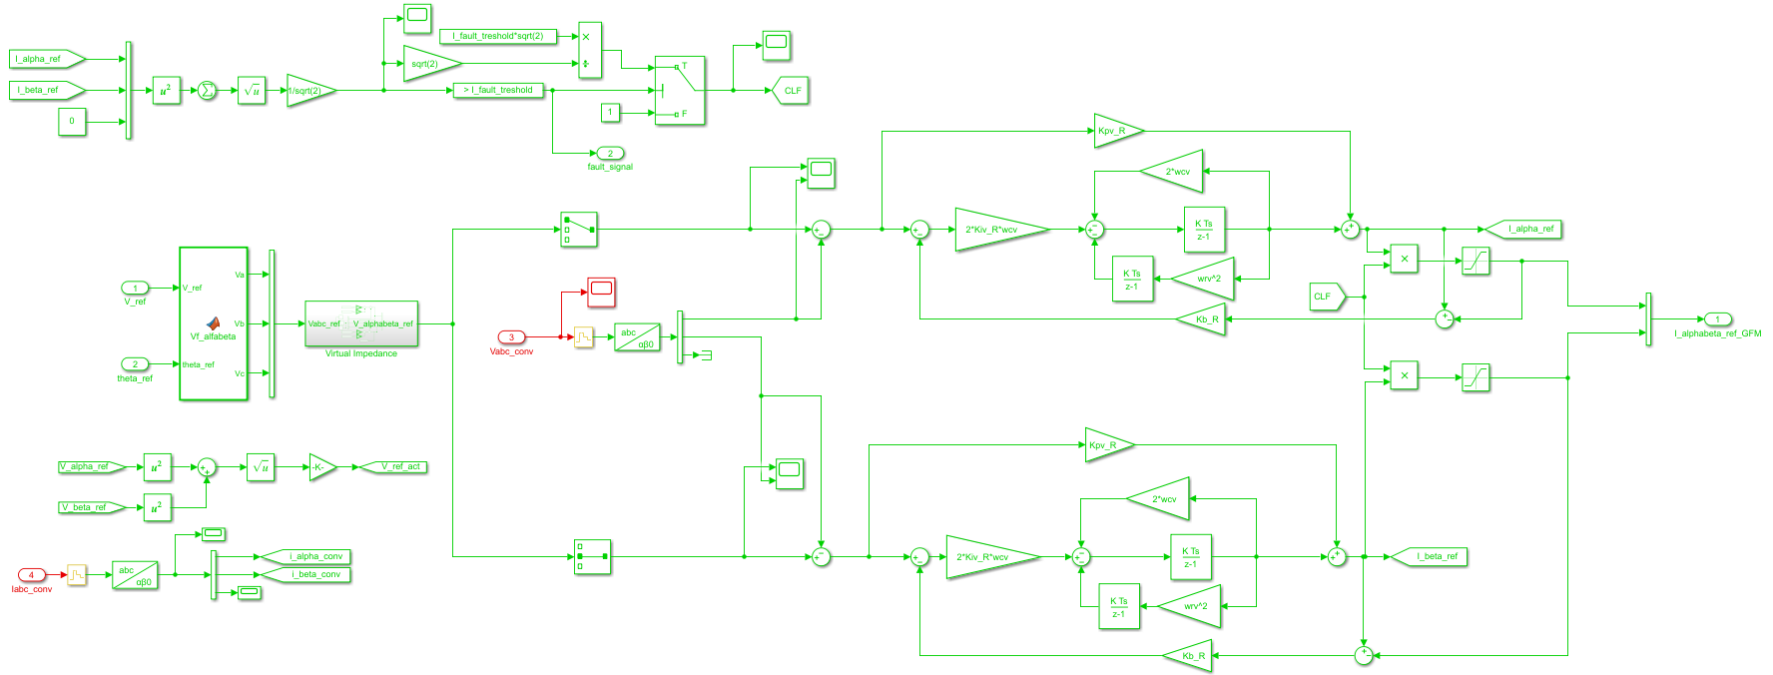 I_alpha_ref
I_beta_ref
0
u²
√u
1/sqrt(2)
sqrt(2)
I_fault_treshold*sqrt(2)
> I_fault_treshold
×
÷
1
T
F
CLF
2
fault_signal
1
V_ref
2
theta_ref
V_ref
theta_ref
Vf_alfabeta
Va
Vb
Vc
Vabc_ref
V_alphabeta_ref
Virtual Impedance
3
Vabc_conv
abc
αβ0
Kpv_R
2*wcv
2*Kiv_R*wcv
K Ts
z-1
K Ts
z-1
wrv^2
Kb_R
I_alpha_ref
×
CLF
×
1
I_alphabeta_ref_GFM
V_alpha_ref
u²
√u
-K-
V_ref_act
V_beta_ref
u²
4
Iabc_conv
abc
αβ0
i_alpha_conv
i_beta_conv
Kpv_R
2*wcv
2*Kiv_R*wcv
K Ts
z-1
K Ts
z-1
wrv^2
Kb_R
I_beta_ref